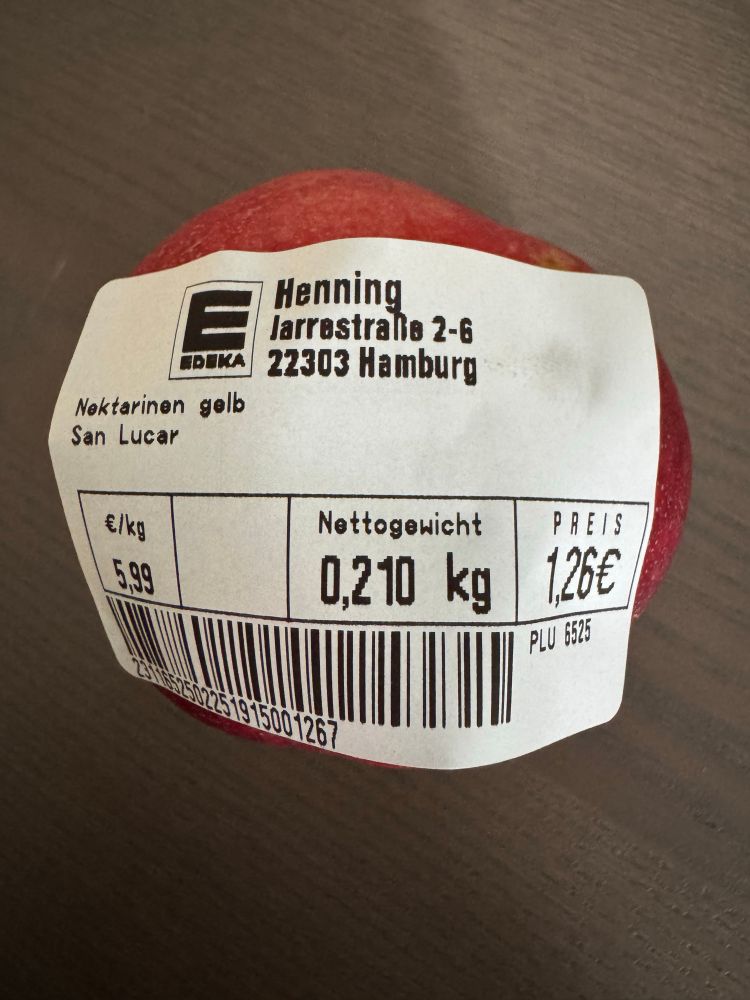 E
EDEKA
Henning
Jarrestraße 2-6
22303 Hamburg
Nektarinen gelb
San Lucar
€/kg
5,99
Nettogewicht
0,210 kg
PREIS
1,26€
PLU 6525